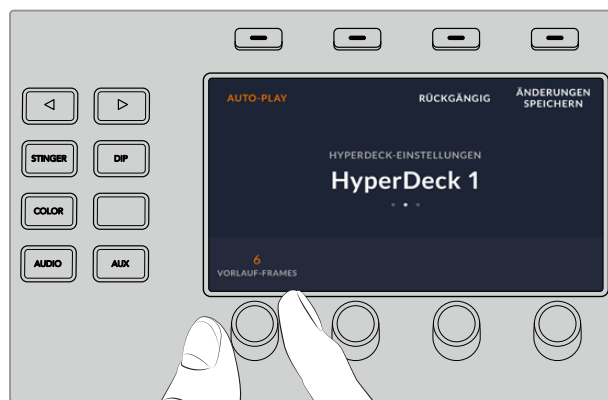 AUTO-PLAY
RÜCKGÄNGIG
ÄNDERUNGEN
SPEICHERN
HYPERDECK-EINSTELLUNGEN
HyperDeck 1
6
VORLAUF-FRAMES
STINGER
DIP
COLOR
AUDIO
AUX